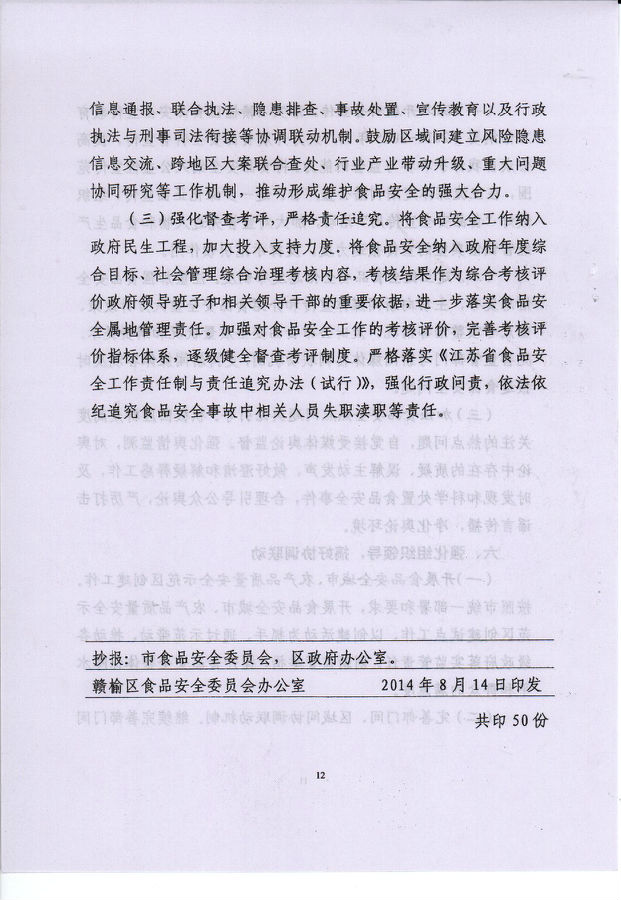 信息通报、联合执法、隐患排查、事故处置、宣传教育以及行政
执法与刑事司法衔接等协调联动机制。鼓励区域间建立风险隐患
信息交流、跨地区大案联合查处、行业产业带动升级、重大问题
协同研究等工作机制，推动形成维护食品安全的强大合力。
（三）强化督查考评，严格责任追究。将食品安全工作纳入
政府民生工程，加大投入支持力度．将食品安全纳入政府年度综
合目标、社会管理综合治理考核内容，考核结果作为综合考核评
价政府领导班子和相关领导干部的重要依据，进一步落实食品安
全属地管理责任。加强对食品安全工作的考核评价，完善考核评
价指标体系，逐级健全督查考评制度。严格落实《江苏省食品安
全工作责任制与责任追究办法（试行）》，强化行政问责，依法依
纪追究食品安全事故中相关人员失职渎职等责任。
抄报：市食品安全委员会，区政府办公室。
赣榆区食品安全委员会办公室 2014年8月14日印发
共印50份
12